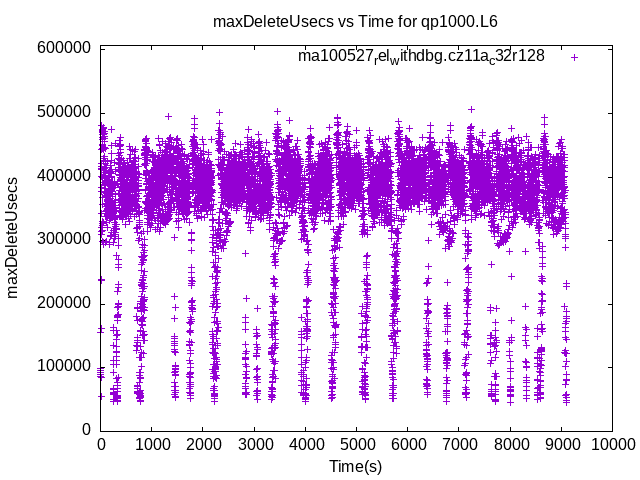 maxDeleteUsecs vs Time for qp1000.L6
ma100527relwithdbg.cz11ac32r128
600000
500000
400000
300000
200000
100000
0
maxDeleteUsecs
0 1000 2000 3000 4000 5000 6000 7000 8000 9000 10000
Time(s)